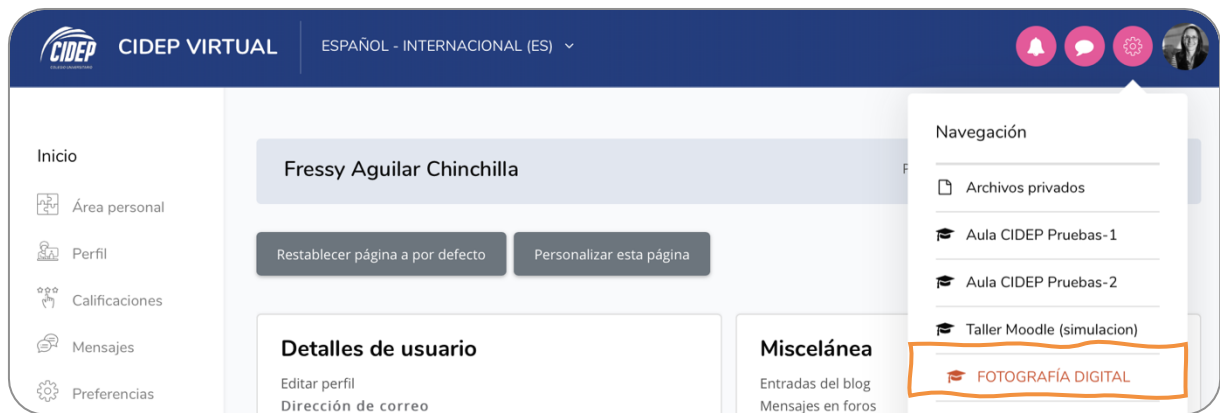 CIDEP
CIDEP VIRTUAL
ESPAÑOL - INTERNACIONAL (ES)
Inicio
Área personal
Perfil
Calificaciones
Mensajes
Preferencias
Fressy Aguilar Chinchilla
Restablecer página a por defecto
Personalizar esta página
Detalles de usuario
Editar perfil
Dirección de correo
Miscelánea
Entradas del blog
Mensajes en foros
Navegación
Archivos privados
Aula CIDEP Pruebas-1
Aula CIDEP Pruebas-2
Taller Moodle (simulacion)
FOTOGRAFÍA DIGITAL